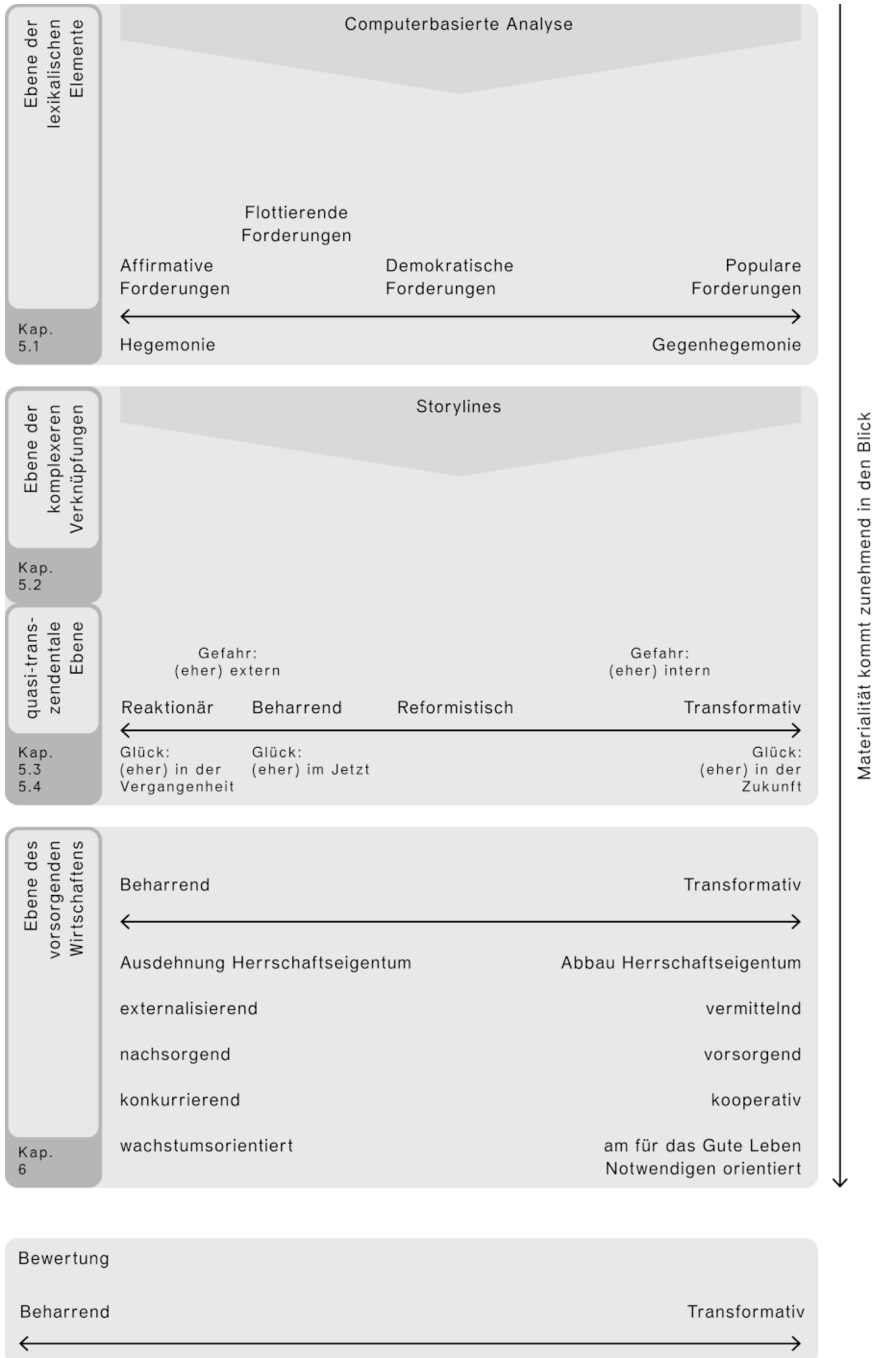 Ebene der
lexikalischen
Elemente
Kap.
5.1
Computerbasierte Analyse
Flottierende
Forderungen
Affirmative
Forderungen
Demokratische
Forderungen
Populare
Forderungen
Hegemonie
Gegenhegemonie
Ebene der
komplexeren
Verknüpfungen
Kap.
5.2
Storylines
quasi-trans-
zendentale
Ebene
Kap.
5.3
5.4
Gefahr:
(eher) extern
Gefahr:
(eher) intern
Reaktionär
Beharrend
Reformistisch
Transformativ
Glück:
(eher) in der
Vergangenheit
Glück:
(eher) im Jetzt
Glück:
(eher) in der
Zukunft
Ebene des
vorsorgenden
Wirtschaftens
Kap.
6
Beharrend
Transformativ
Ausdehnung Herrschaftseigentum
Abbau Herrschaftseigentum
externalisierend
vermittelnd
nachsorgend
vorsorgend
konkurrierend
kooperativ
wachstumsorientiert
am für das Gute Leben
Notwendigen orientiert
Materialität kommt zunehmend in den Blick
Bewertung
Beharrend
Transformativ